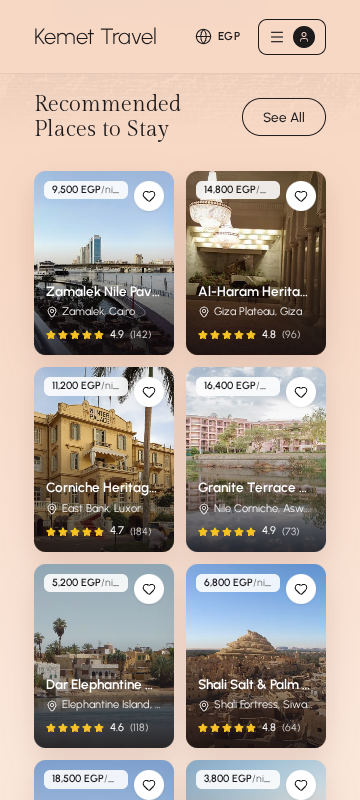 Kemet Travel
EGP
Recommended
Places to Stay
See All
9,500 EGP/ni...
Zamalek Nile Pav...
Zamalek, Cairo
4.9 (142)
14,800 EGP/...
Al-Haram Herita...
Giza Plateau, Giza
4.8 (96)
11,200 EGP/ni...
WINTER
PALACE
Corniche Heritag...
East Bank, Luxor
4.7 (184)
16,400 EGP/...
Granite Terrace ...
Nile Corniche, Asw...
4.9 (73)
5,200 EGP/ni...
Dar Elephantine ...
Elephantine Island, ...
4.6 (118)
6,800 EGP/ni...
Shali Salt & Palm ...
Shali Fortress, Siwa...
4.8 (64)
18,500 EGP/...
3,800 EGP/ni...